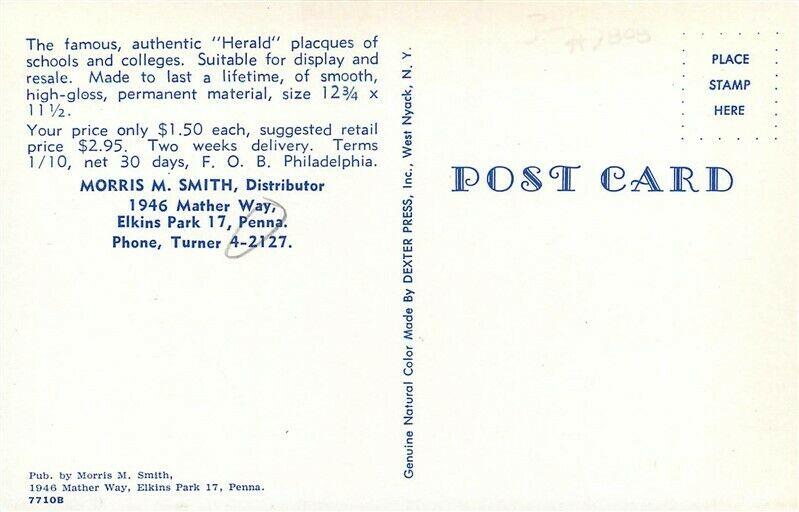 The famous, authentic "Herald" placques of
schools and colleges. Suitable for display and
resale. Made to last a lifetime, of smooth,
high-gloss, permanent material, size 12¾ x
11½.
Your price only $1.50 each, suggested retail
price $2.95. Two weeks delivery. Terms
1/10, net 30 days, F. O. B. Philadelphia.
MORRIS M. SMITH, Distributor
1946 Mather Way,
Elkins Park 17, Penna.
Phone, Turner 4-2127.
Pub. by Morris M. Smith,
1946 Mather Way, Elkins Park 17, Penna.
7710B
Genuine Natural Color Made By DEXTER PRESS, Inc., West Nyack, N. Y.
PLACE
STAMP
HERE
POST CARD